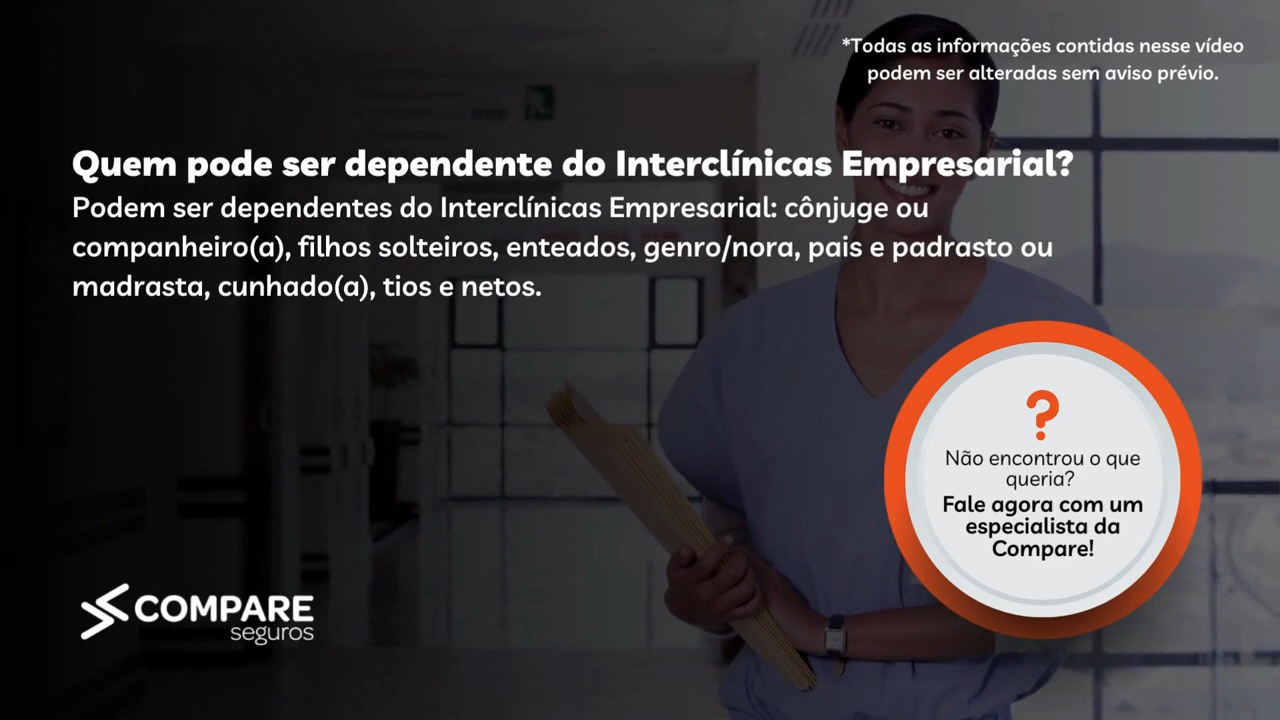 *Todas as informações contidas nesse vídeo
podem ser alteradas sem aviso prévio.
Quem pode ser dependente do Interclínicas Empresarial?
Podem ser dependentes do Interclínicas Empresarial: cônjuge ou
companheiro(a), filhos solteiros, enteados, genro/nora, pais e padrasto ou
madrasta, cunhado(a), tios e netos.
?
Não encontrou o que
queria?
Fale agora com um
especialista da
Compare!
COMPARE
seguros